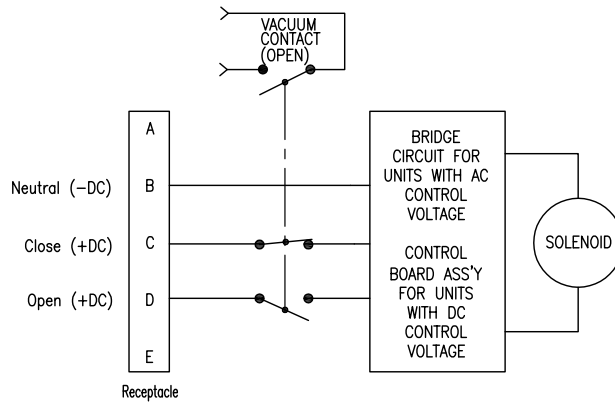 VACUUM
CONTACT
(OPEN)
A
Neutral (-DC)
B
Close (+DC)
C
Open (+DC)
D
E
Receptacle
BRIDGE
CIRCUIT FOR
UNITS WITH AC
CONTROL
VOLTAGE
CONTROL
BOARD ASS'Y
FOR UNITS
WITH DC
CONTROL
VOLTAGE
SOLENOID